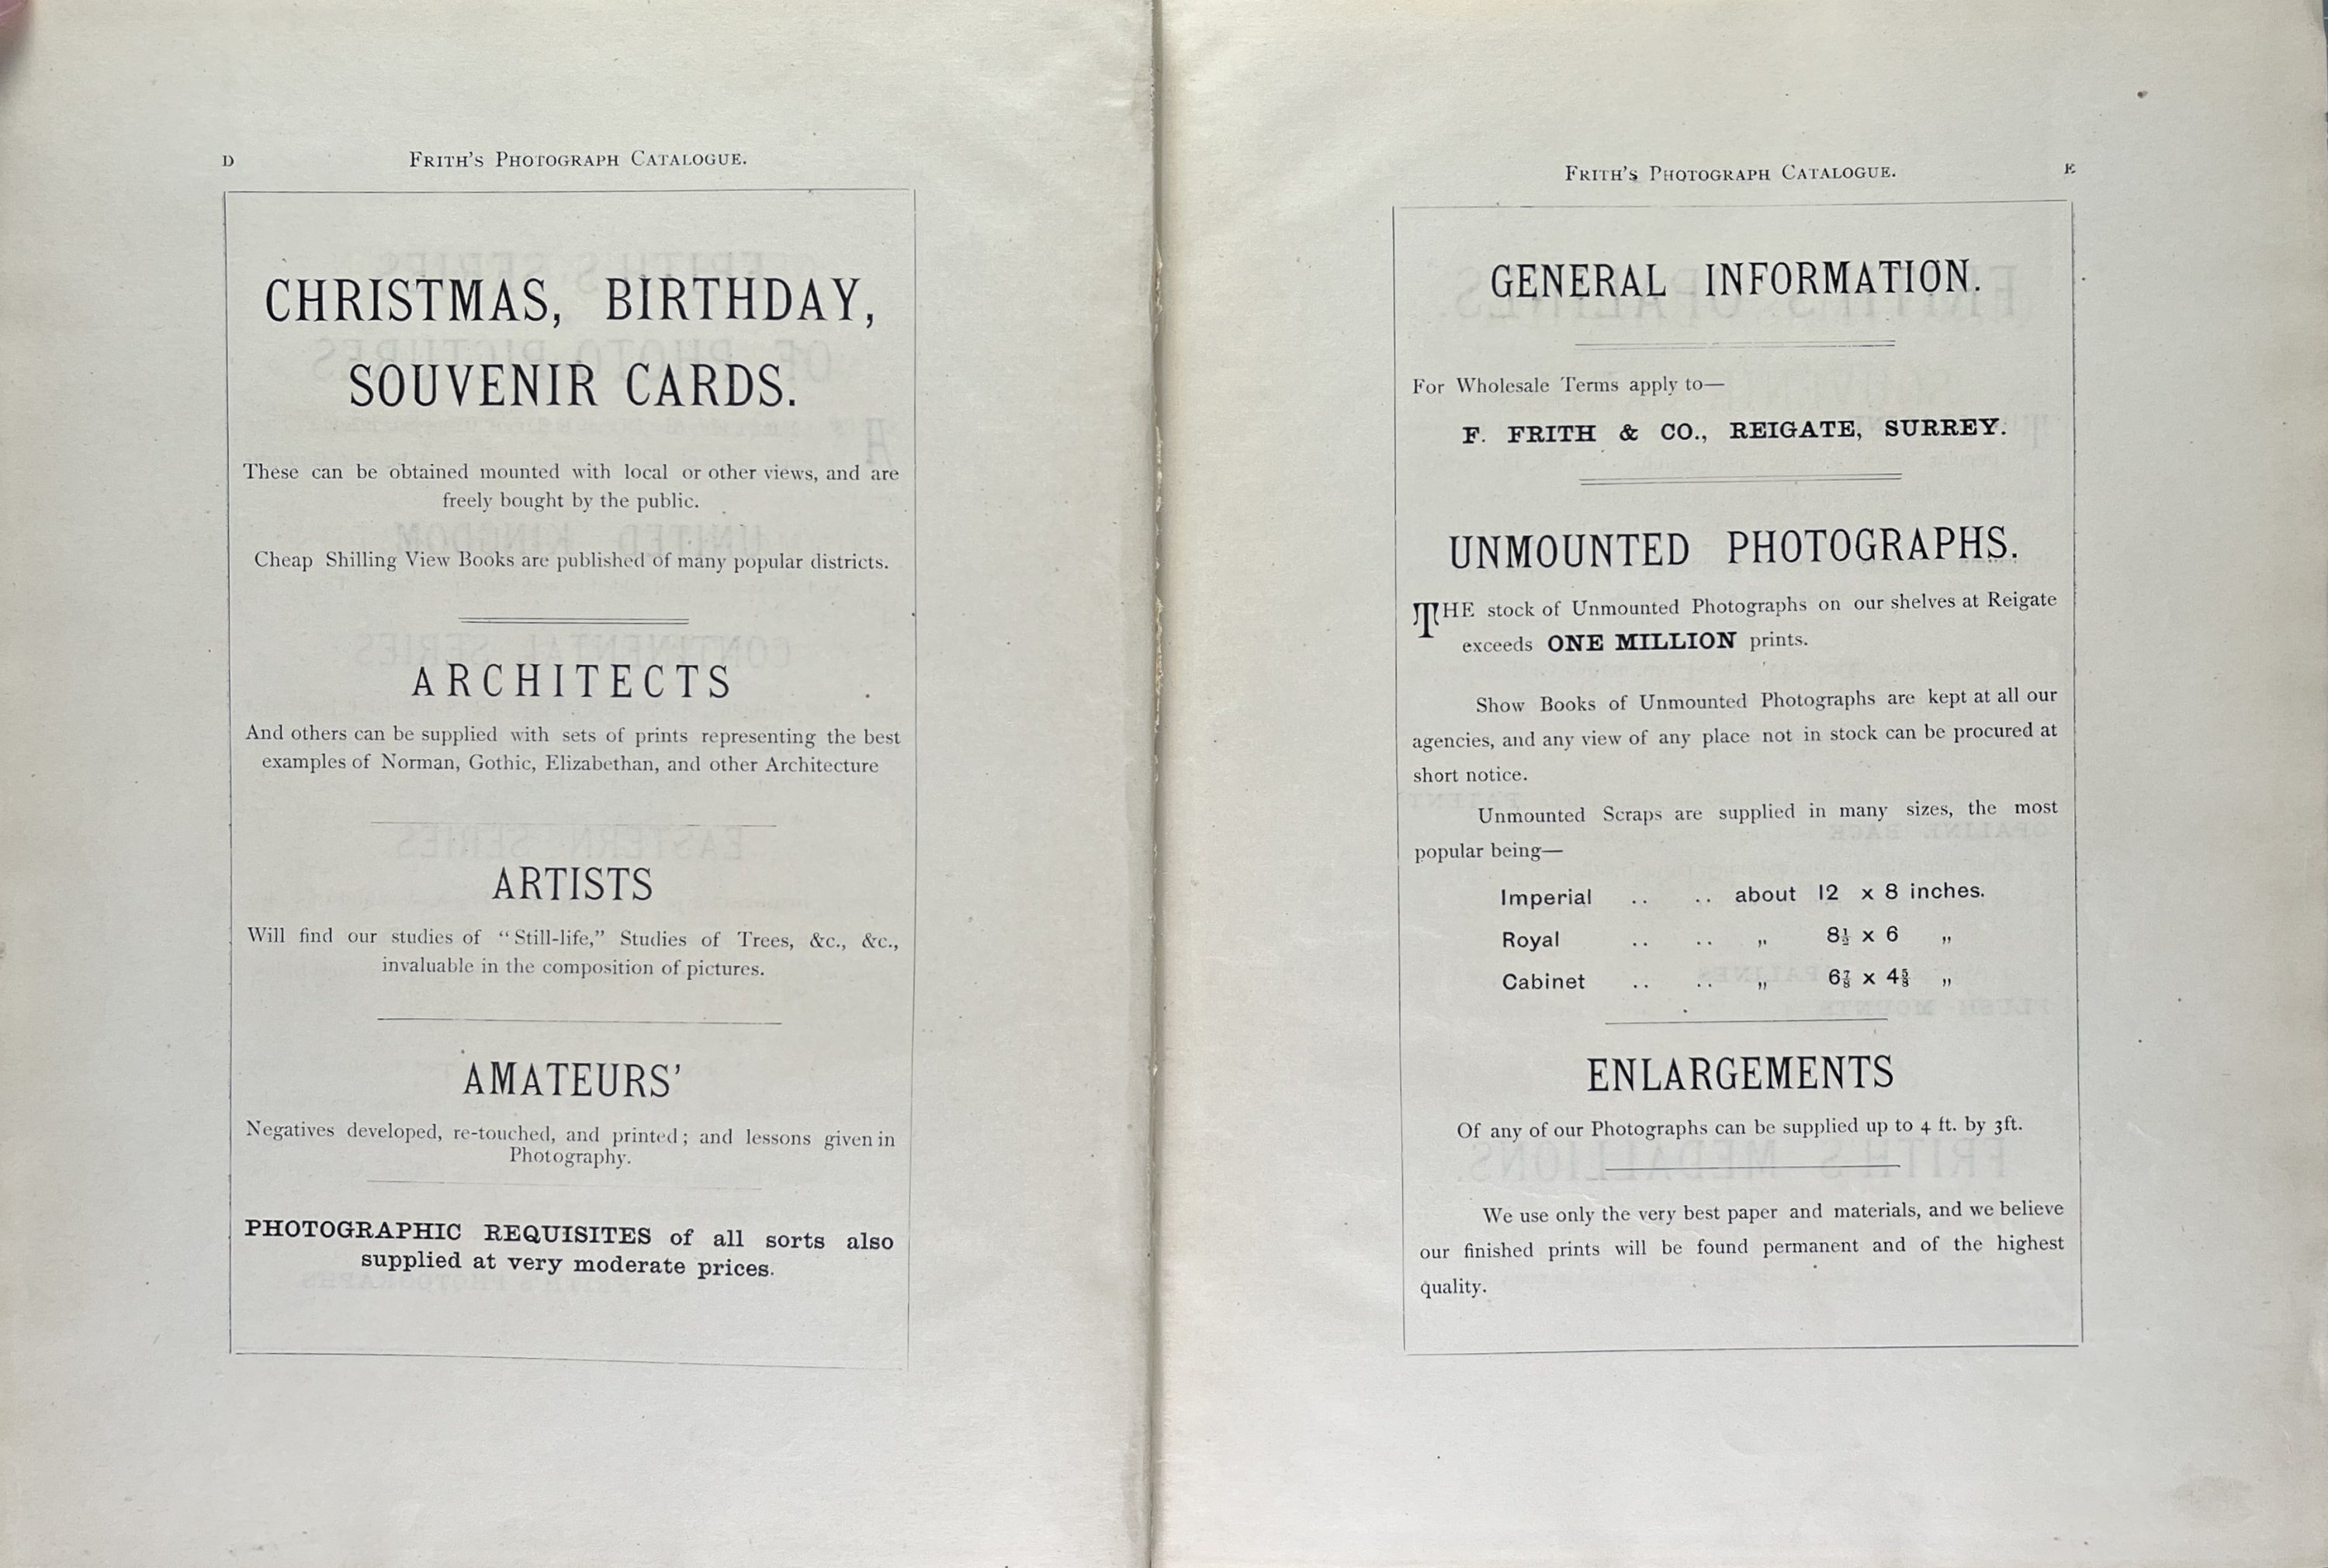 D
FRITH'S PHOTOGRAPH CATALOGUE.
CHRISTMAS, BIRTHDAY,
SOUVENIR CARDS.
These can be obtained mounted with local or other views, and are
freely bought by the public.
Cheap Shilling View Books are published of many popular districts.
ARCHITECTS
And others can be supplied with sets of prints representing the best
examples of Norman, Gothic, Elizabethan, and other Architecture
ARTISTS
Will find our studies of "Still-life," Studies of Trees, &c., &c.,
invaluable in the composition of pictures.
AMATEURS'
Negatives developed, re-touched, and printed; and lessons given in
Photography.
PHOTOGRAPHIC REQUISITES of all sorts also
supplied at very moderate prices.
FRITH'S PHOTOGRAPH CATALOGUE.
E
GENERAL INFORMATION.
For Wholesale Terms apply to—
F. FRITH & CO., REIGATE, SURREY.
UNMOUNTED PHOTOGRAPHS.
THE stock of Unmounted Photographs on our shelves at Reigate
exceeds ONE MILLION prints.
Show Books of Unmounted Photographs are kept at all our
agencies, and any view of any place not in stock can be procured at
short notice.
Unmounted Scraps are supplied in many sizes, the most
popular being—
Imperial .. .. about 12 x 8 inches.
Royal .. .. „ 8½ x 6 „
Cabinet .. .. „ 6⅞ x 4⅝ „
ENLARGEMENTS
Of any of our Photographs can be supplied up to 4 ft. by 3ft.
We use only the very best paper and materials, and we believe
our finished prints will be found permanent and of the highest
quality.